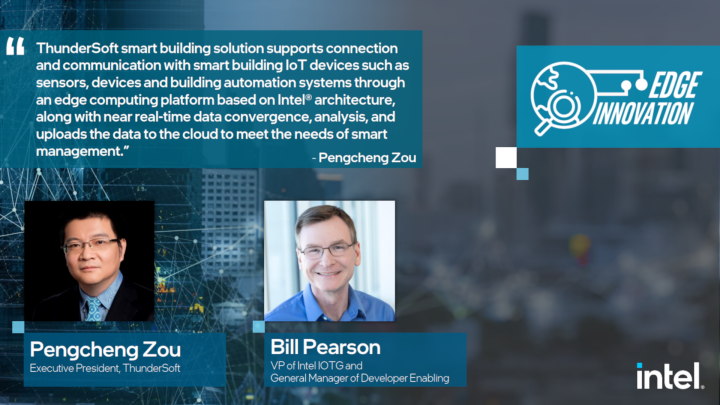 “ ThunderSoft smart building solution supports connection
and communication with smart building IoT devices such as
sensors, devices and building automation systems through
an edge computing platform based on Intel® architecture,
along with near real-time data convergence, analysis, and
uploads the data to the cloud to meet the needs of smart
management.”
- Pengcheng Zou
EDGE
INNOVATION
Pengcheng Zou
Executive President, ThunderSoft
Bill Pearson
VP of Intel IOTG and
General Manager of Developer Enabling
intel.